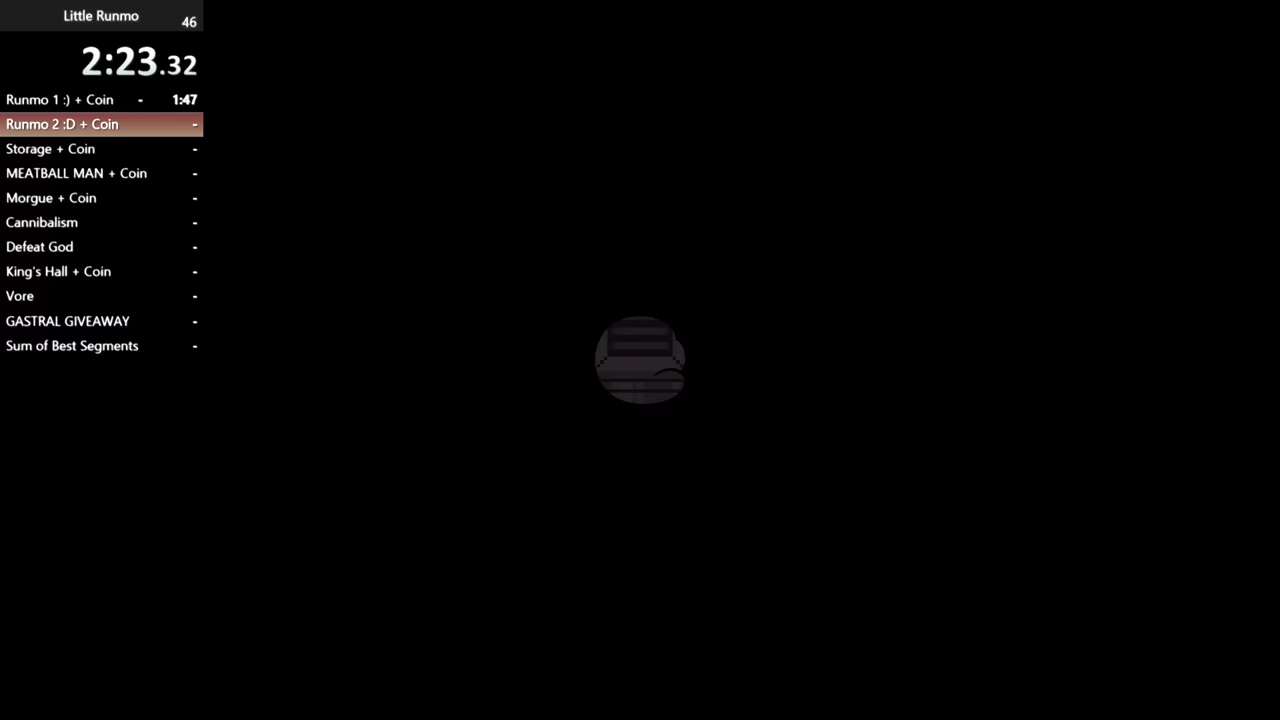 Little Runmo
46
2:23.32
Runmo 1 :) + Coin - 1:47
Runmo 2 :D + Coin -
Storage + Coin -
MEATBALL MAN + Coin -
Morgue + Coin -
Cannibalism -
Defeat God -
King's Hall + Coin -
Vore -
GASTRAL GIVEAWAY -
Sum of Best Segments -